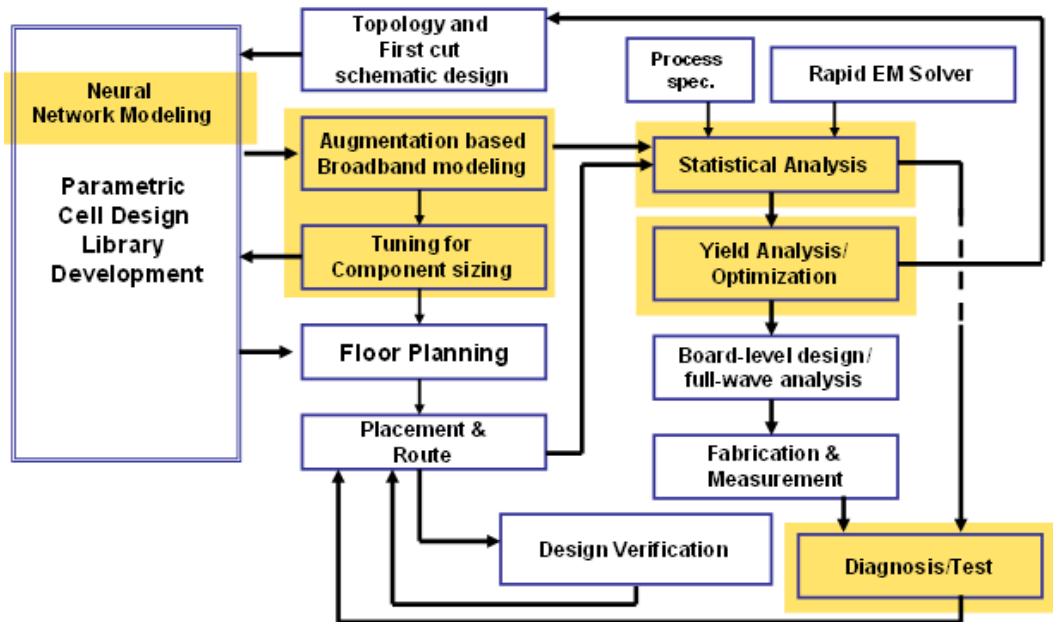 Topology and
First cut
schematic design
Process
spec.
Rapid EM Solver
Neural
Network Modeling
Augmentation based
Broadband modeling
Statistical Analysis
Parametric
Cell Design
Library
Development
Tuning for
Component sizing
Yield Analysis/
Optimization
Floor Planning
Board-level design/
full-wave analysis
Placement &
Route
Fabrication &
Measurement
Design Verification
Diagnosis/Test